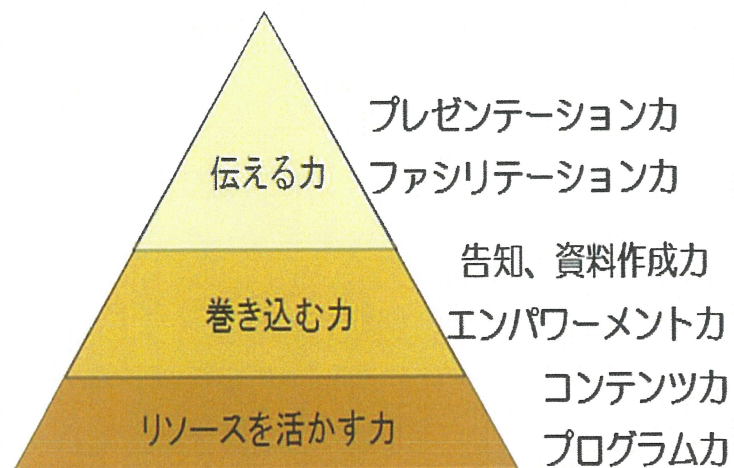 プレゼンテーション力
伝える力
ファシリテーション力
告知、資料作成力
巻き込む力
エンパワーメント力
コンテンツ力
リソースを活かす力
プログラム力